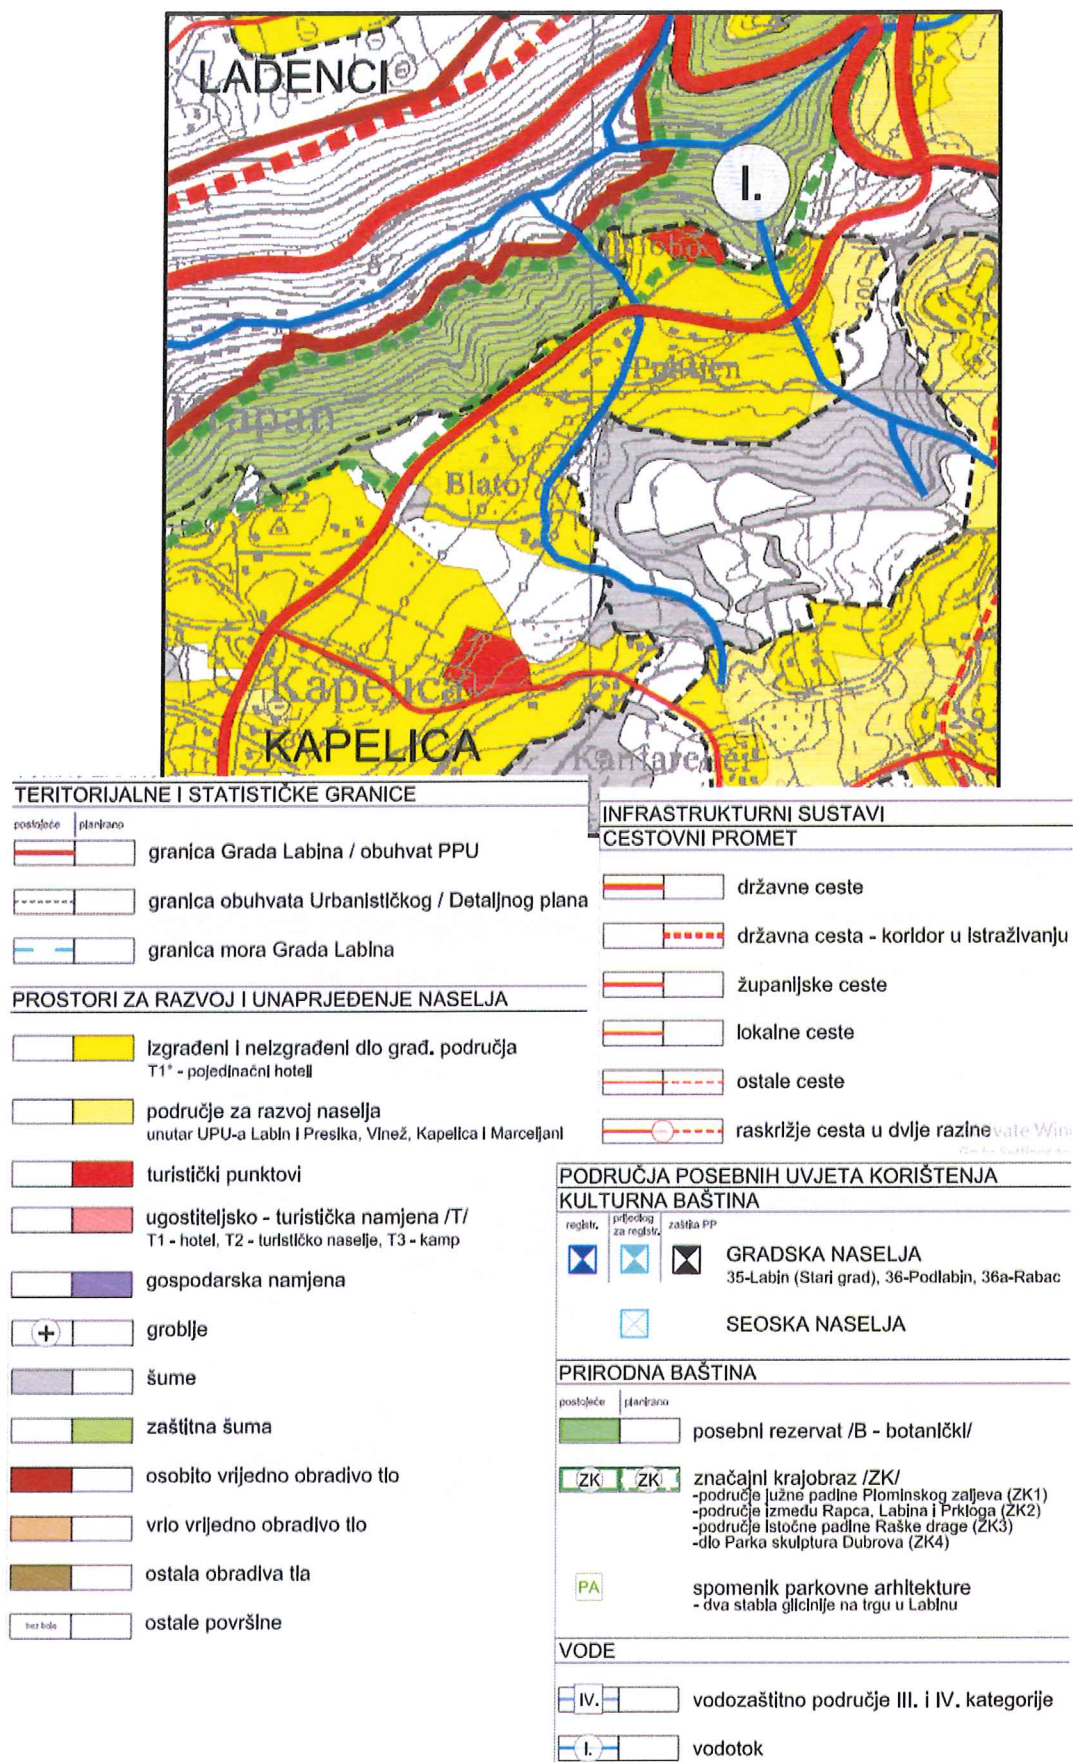 LAĐENCI
I.
Blato
Kapelica
KAPELICA
TERITORIJALNE I STATISTIČKE GRANICE
postojeće planirano
granica Grada Labina / obuhvat PPU
granica obuhvata Urbanističkog / Detaljnog plana
granica mora Grada Labina
PROSTORI ZA RAZVOJ I UNAPRJEĐENJE NASELJA
izgrađeni i neizgrađeni dio građ. područja
T1* - pojedinačni hoteli
područje za razvoj naselja
unutar UPU-a Labin i Presika, Vinež, Kapelica i Marceljani
turistički punktovi
ugostiteljsko - turistička namjena /T/
T1 - hotel, T2 - turističko naselje, T3 - kamp
gospodarska namjena
groblje
šume
zaštitna šuma
osobito vrijedno obradivo tlo
vrlo vrijedno obradivo tlo
ostala obradiva tla
bez boje
ostale površine
INFRASTRUKTURNI SUSTAVI
CESTOVNI PROMET
državne ceste
državna cesta - koridor u istraživanju
županijske ceste
lokalne ceste
ostale ceste
raskrižje cesta u dvije razine
PODRUČJA POSEBNIH UVJETA KORIŠTENJA
KULTURNA BAŠTINA
registr. prijedlog za registr. zaštita PP
GRADSKA NASELJA
35-Labin (Stari grad), 36-Podlabin, 36a-Rabac
SEOSKA NASELJA
PRIRODNA BAŠTINA
postojeće planirano
posebni rezervat /B - botanički/
ZK ZK značajni krajobraz /ZK/
-područje južne padine Plominskog zaljeva (ZK1)
-područje između Rapca, Labina i Prkloga (ZK2)
-područje istočne padine Raške drage (ZK3)
-dio Parka skulptura Dubrova (ZK4)
PA spomenik parkovne arhitekture
- dva stabla glicinije na trgu u Labinu
VODE
IV. vodozaštitno područje III. i IV. kategorije
I. vodotok